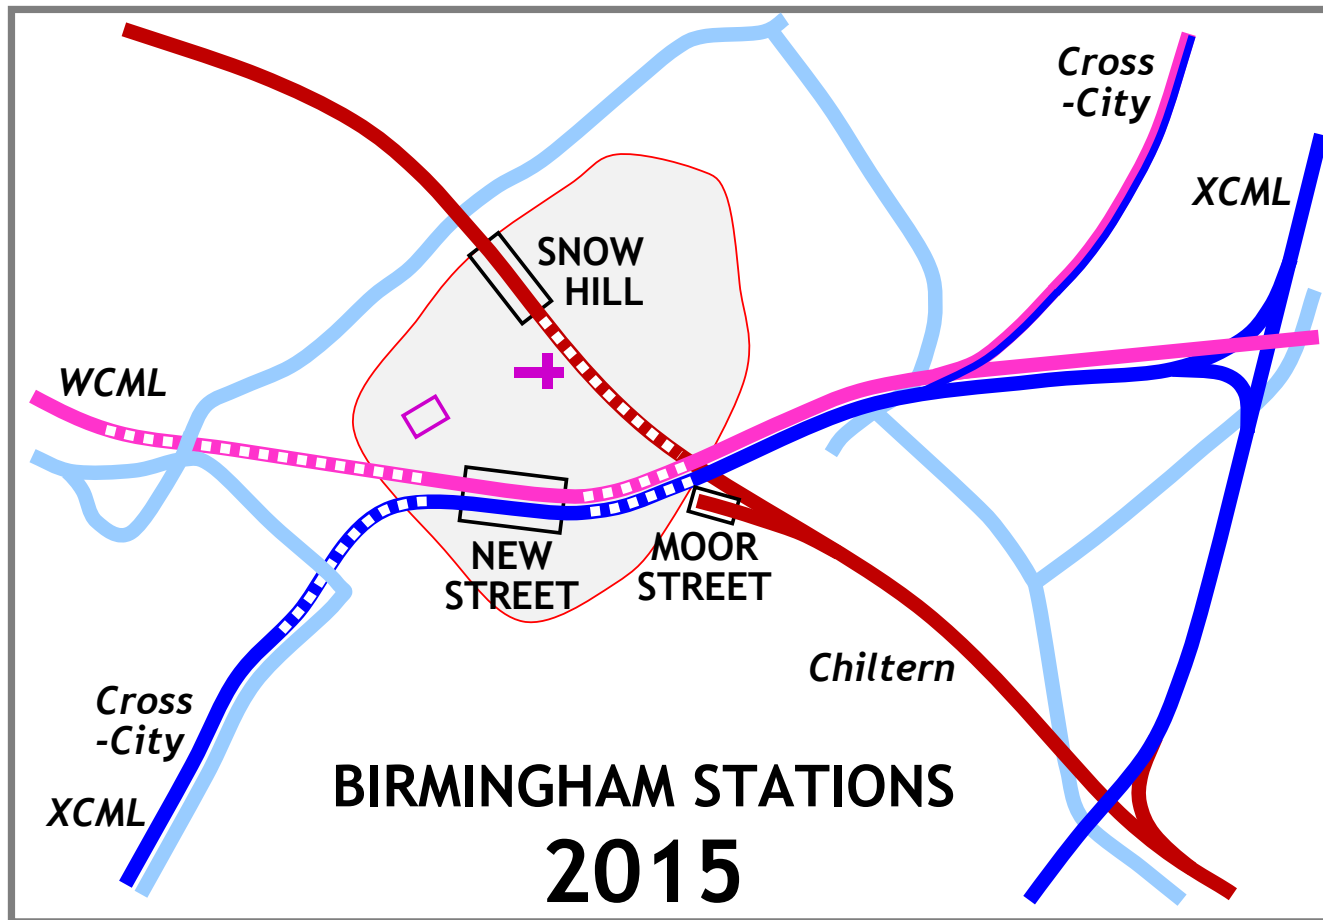 Cross
-City
XCML
SNOW
HILL
WCML
NEW
STREET
MOOR
STREET
Chiltern
Cross
-City
XCML
BIRMINGHAM STATIONS
2015